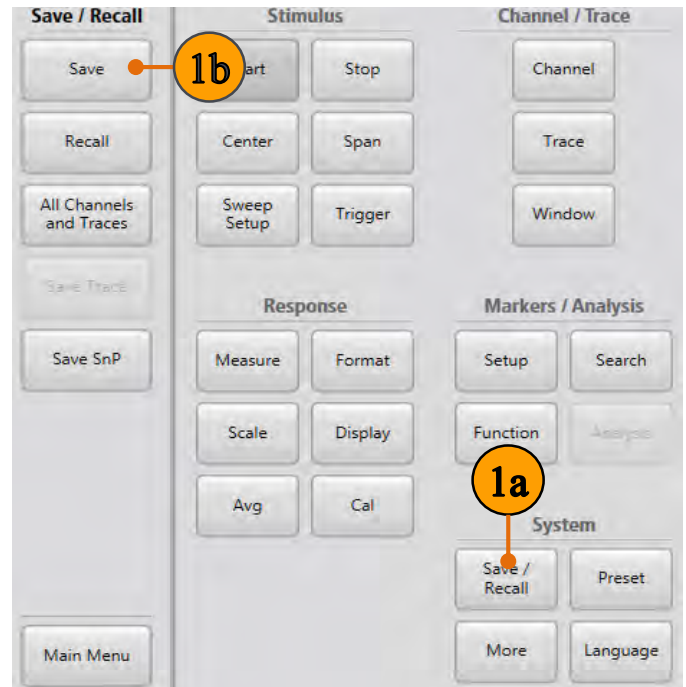 Save / Recall
Save
1b
Recall
All Channels
and Traces
Save Trace
Save SnP
Main Menu
Stimulus
art
Stop
Center
Span
Sweep
Setup
Trigger
Response
Measure
Format
Scale
Display
Avg
Cal
Channel / Trace
Channel
Trace
Window
Markers / Analysis
Setup
Search
Function
Analysis
1a
System
Save /
Recall
Preset
More
Language